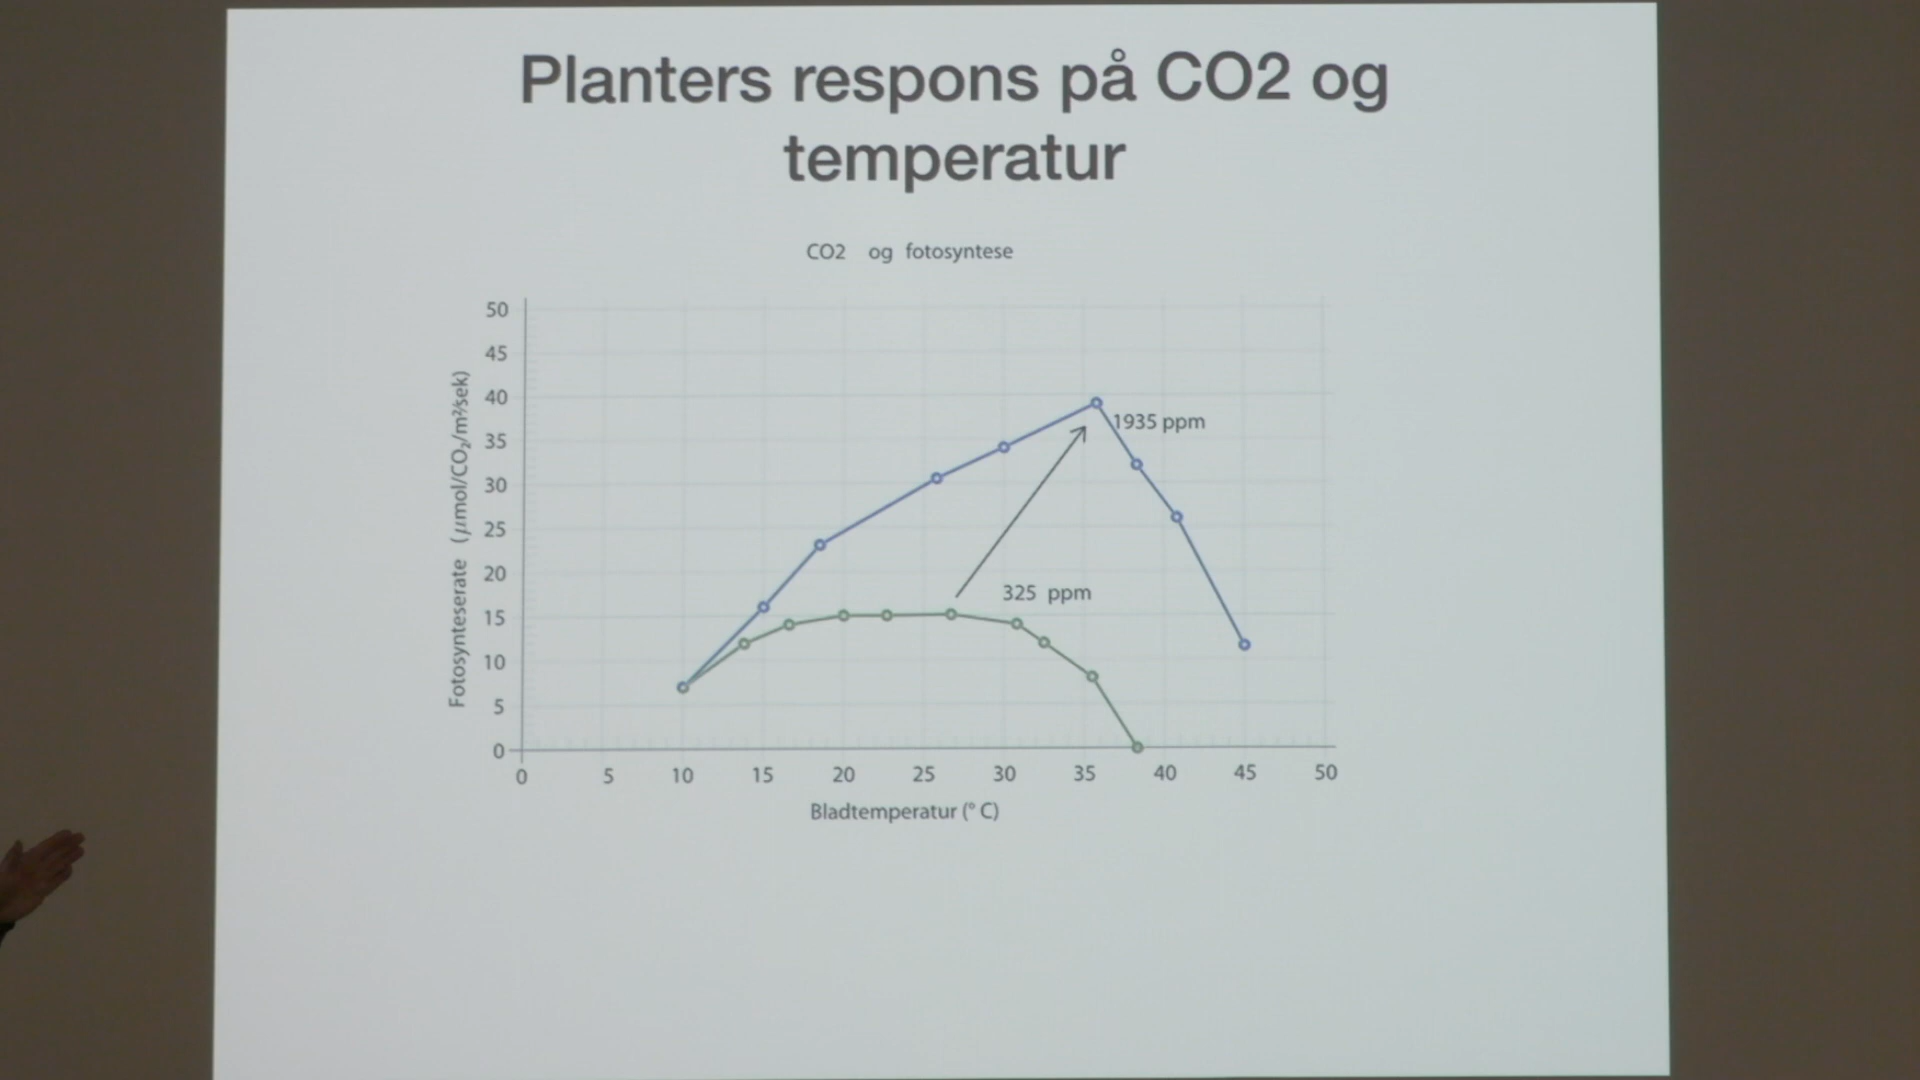 Planters respons på CO2 og
temperatur
CO2 og fotosyntese
50
45
40
35
30
25
20
15
10
5
0
Fotosynteserate (μmol/CO₂/m²/sek)
1935 ppm
325 ppm
0 5 10 15 20 25 30 35 40 45 50
Bladtemperatur (° C)